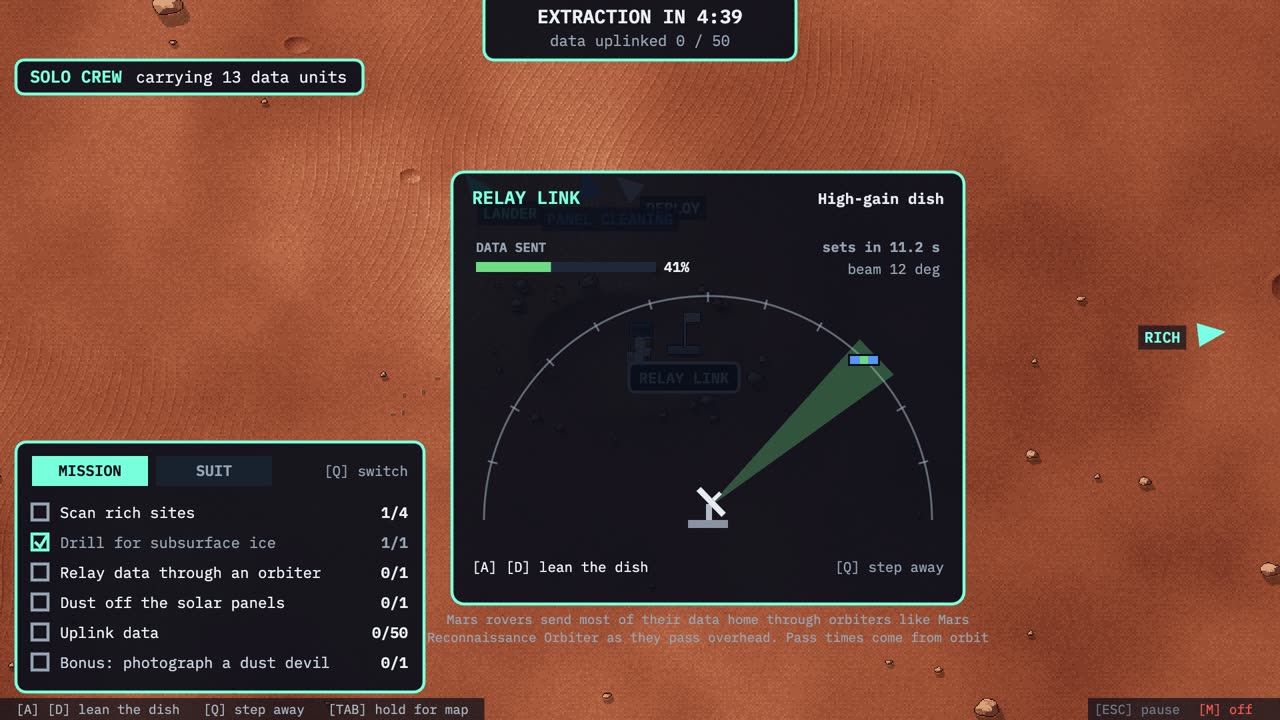 EXTRACTION IN 4:39
data uplinked 0 / 50
SOLO CREW carrying 13 data units
RELAY LINK High-gain dish
LANDER DEPLOY
PANEL CLEANING
DATA SENT sets in 11.2 s
41% beam 12 deg
RICH
RELAY LINK
MISSION SUIT [Q] switch
Scan rich sites 1/4
Drill for subsurface ice 1/1
Relay data through an orbiter 0/1
Dust off the solar panels 0/1
Uplink data 0/50
Bonus: photograph a dust devil 0/1
[A] [D] lean the dish [Q] step away
Mars rovers send most of their data home through orbiters like Mars
Reconnaissance Orbiter as they pass overhead. Pass times come from orbit
[A] [D] lean the dish [Q] step away [TAB] hold for map
[ESC] pause [M] off